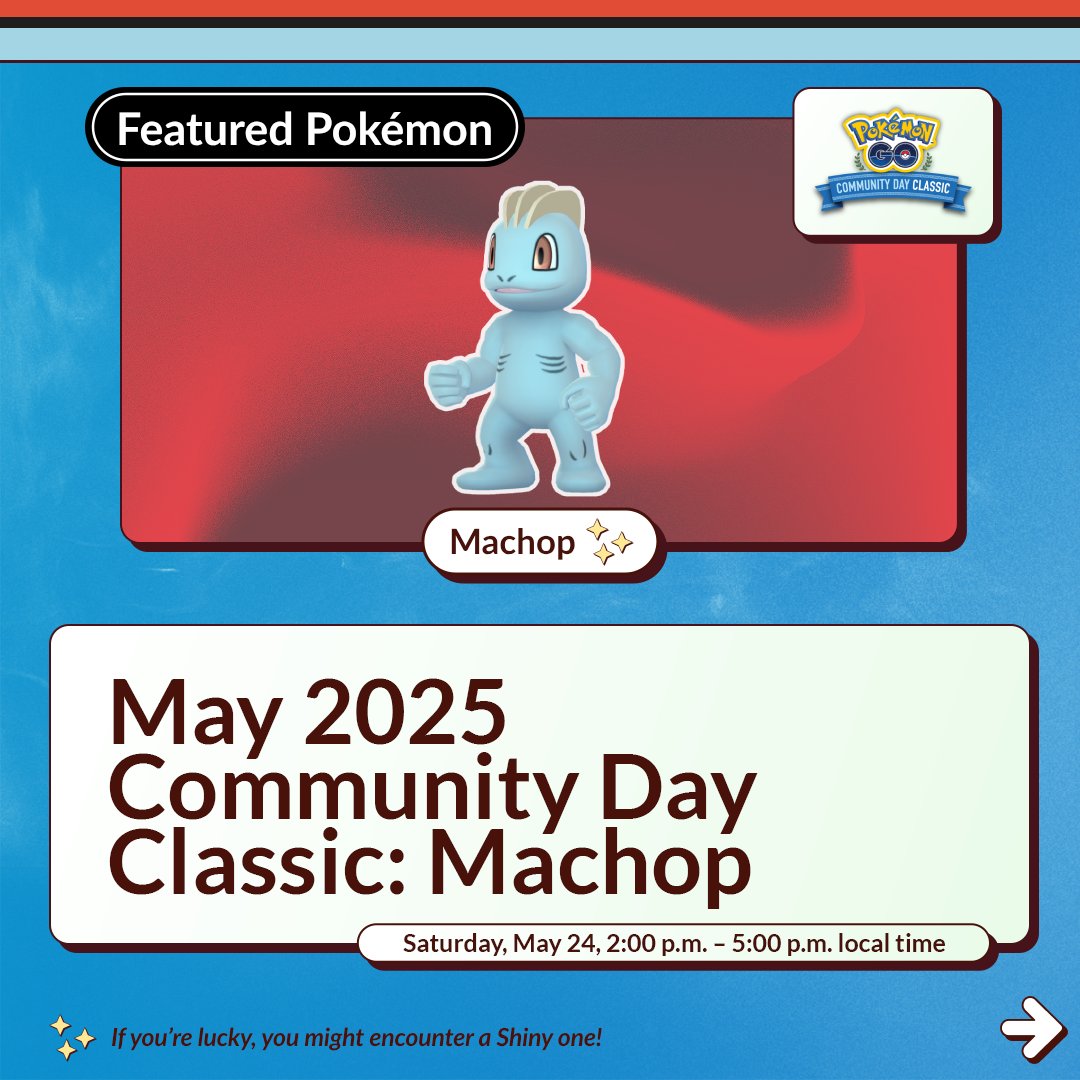 Featured Pokémon
POKéMON
GO
COMMUNITY DAY CLASSIC
Machop
May 2025
Community Day
Classic: Machop
Saturday, May 24, 2:00 p.m. – 5:00 p.m. local time
If you're lucky, you might encounter a Shiny one!